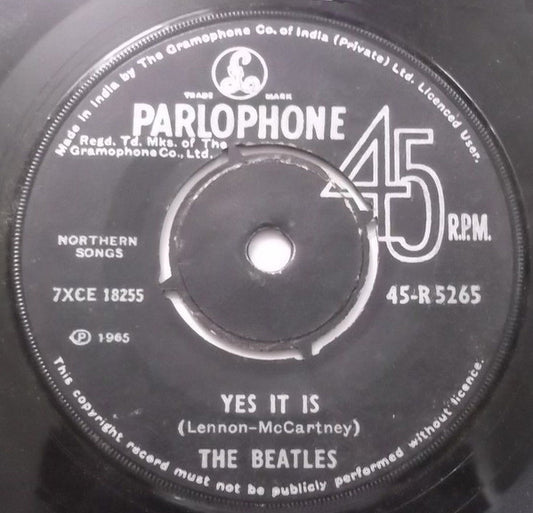 Made in India by The Gramophone Co. of India (Private) Ltd. Licenced User.
£
TRADE MARK
PARLOPHONE
Regd. Td. Mks. of The
Gramophone Co., Ltd.
45
R.P.M.
NORTHERN
SONGS
7XCE 18255
45-R 5265
℗ 1965
YES IT IS
(Lennon-McCartney)
THE BEATLES
This copyright record must not be publicly performed without licence.